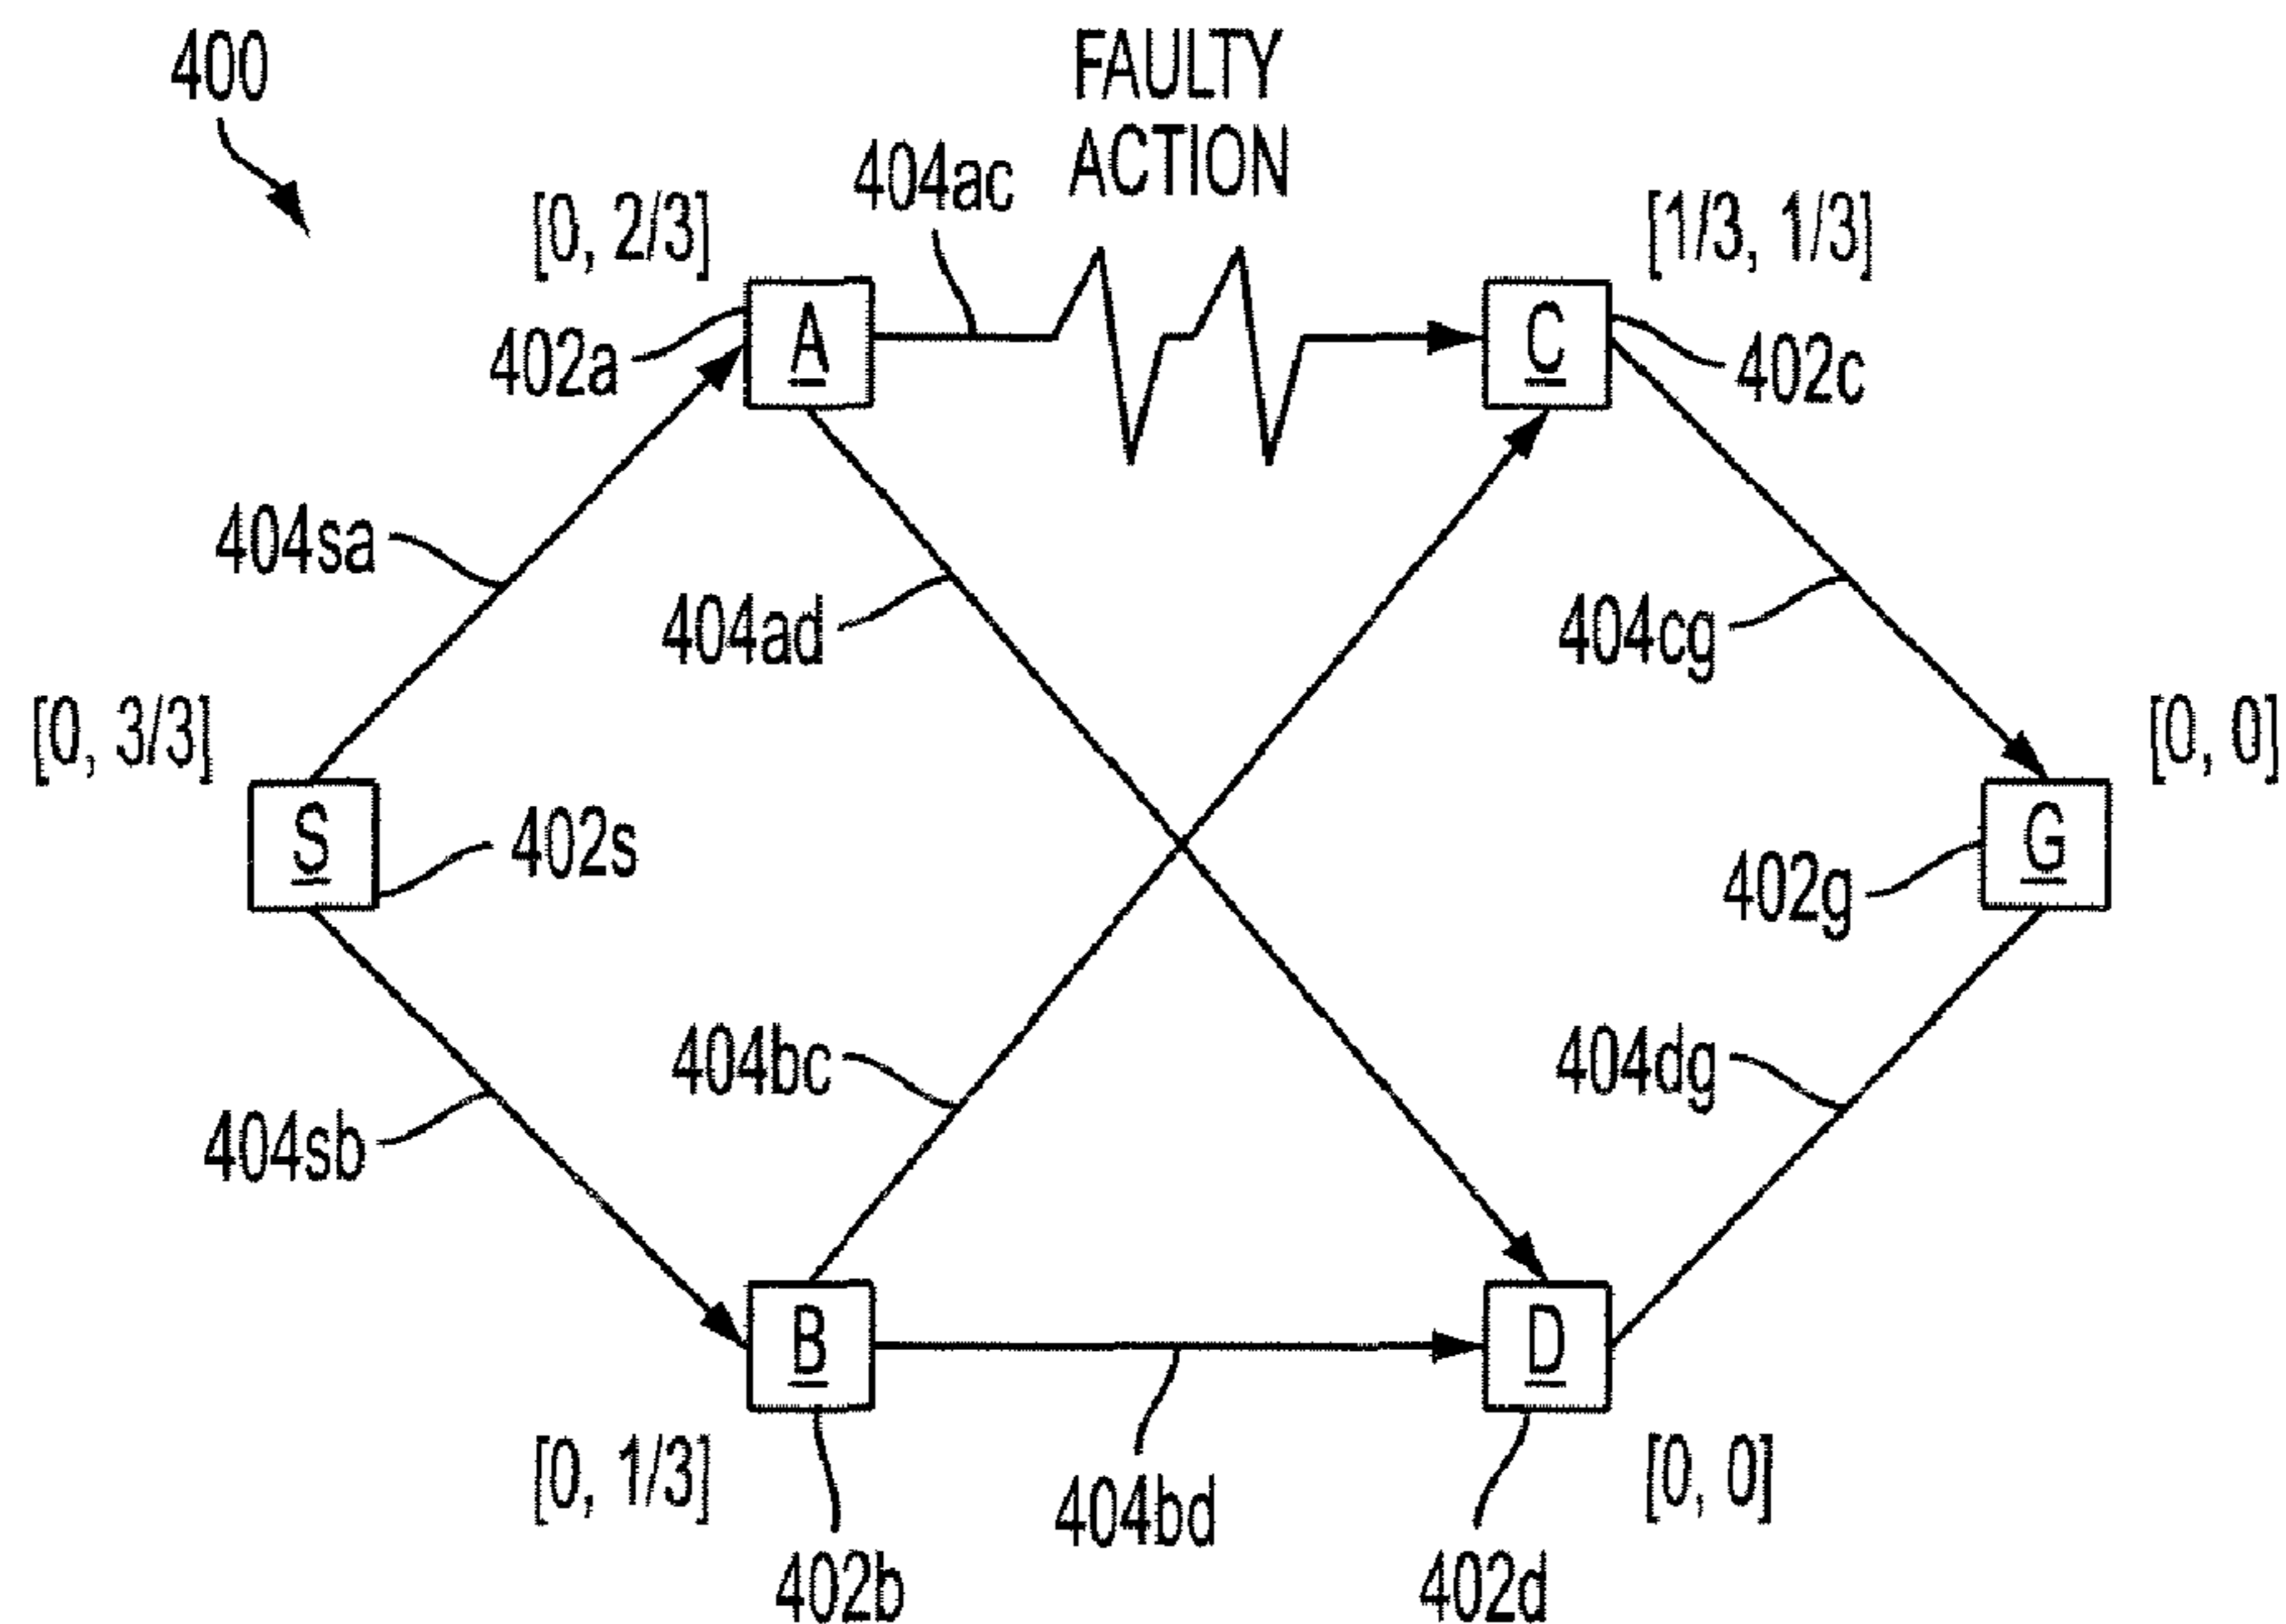 400
FAULTY
ACTION
404ac
[0, 2/3]
[1/3, 1/3]
A
C
402a
402c
404sa
404ad
404cg
[0, 3/3]
[0, 0]
S
402s
G
402g
404bc
404dg
404sb
B
D
[0, 1/3]
404bd
[0, 0]
402b
402d